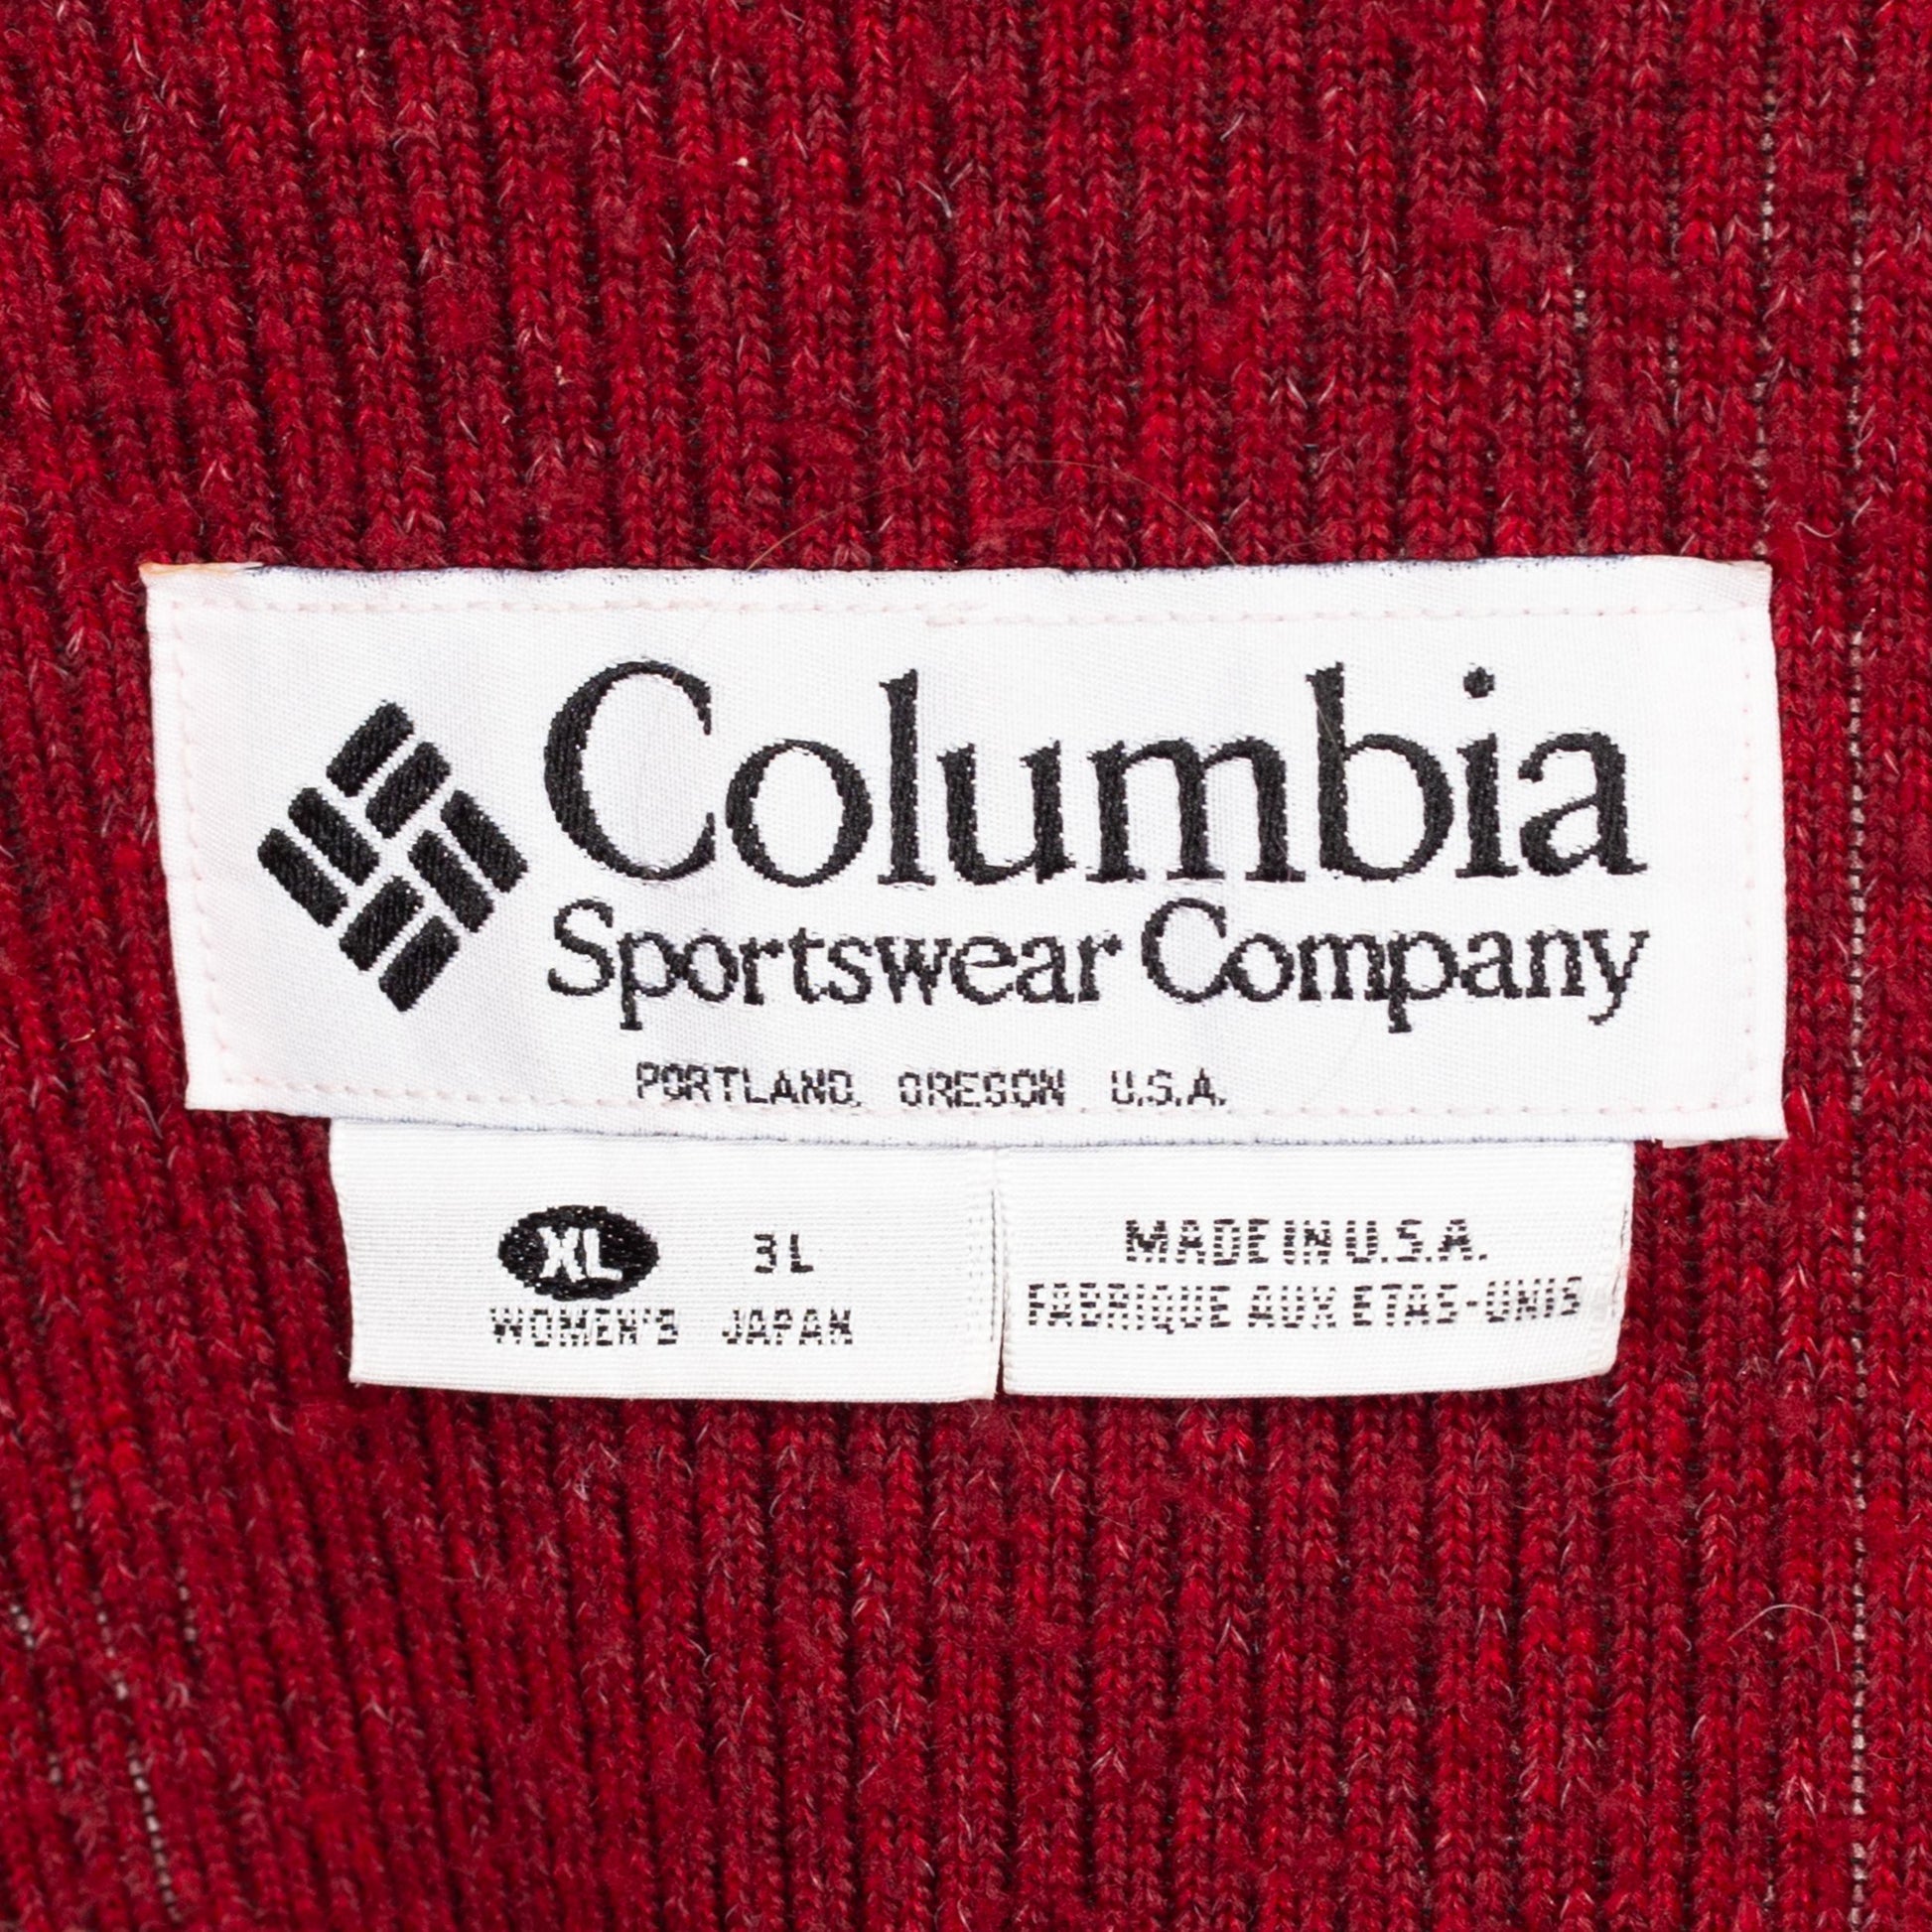 Columbia
Sportswear Company
PORTLAND, OREGON U.S.A.
XL 3L
WOMEN'S JAPAN
MADE IN U.S.A.
FABRIQUE AUX ETAS-UNIS